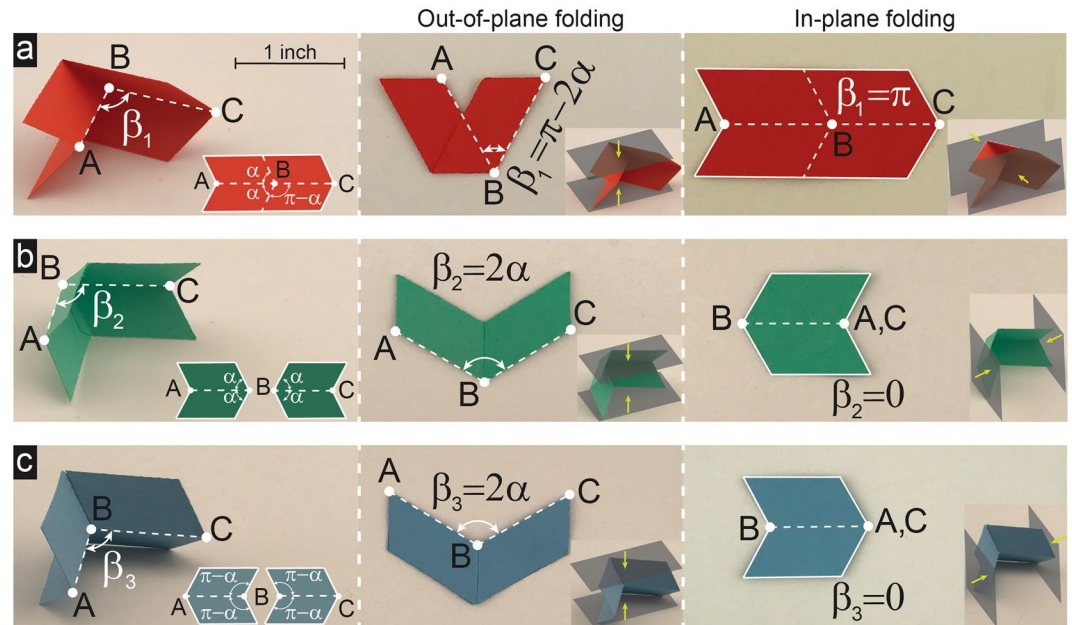 Out-of-plane folding
In-plane folding
a
B
1 inch
C
β1
A
A
α
α
B
π−α
C
A
C
B
β1=π−2α
A
β1=π
B
C
b
B
C
β2
A
A
α
α
B
α
α
C
β2=2α
A
C
B
B
A,C
β2=0
c
B
C
β3
A
A
π−α
π−α
B
π−α
π−α
C
A
β3=2α
C
B
B
A,C
β3=0